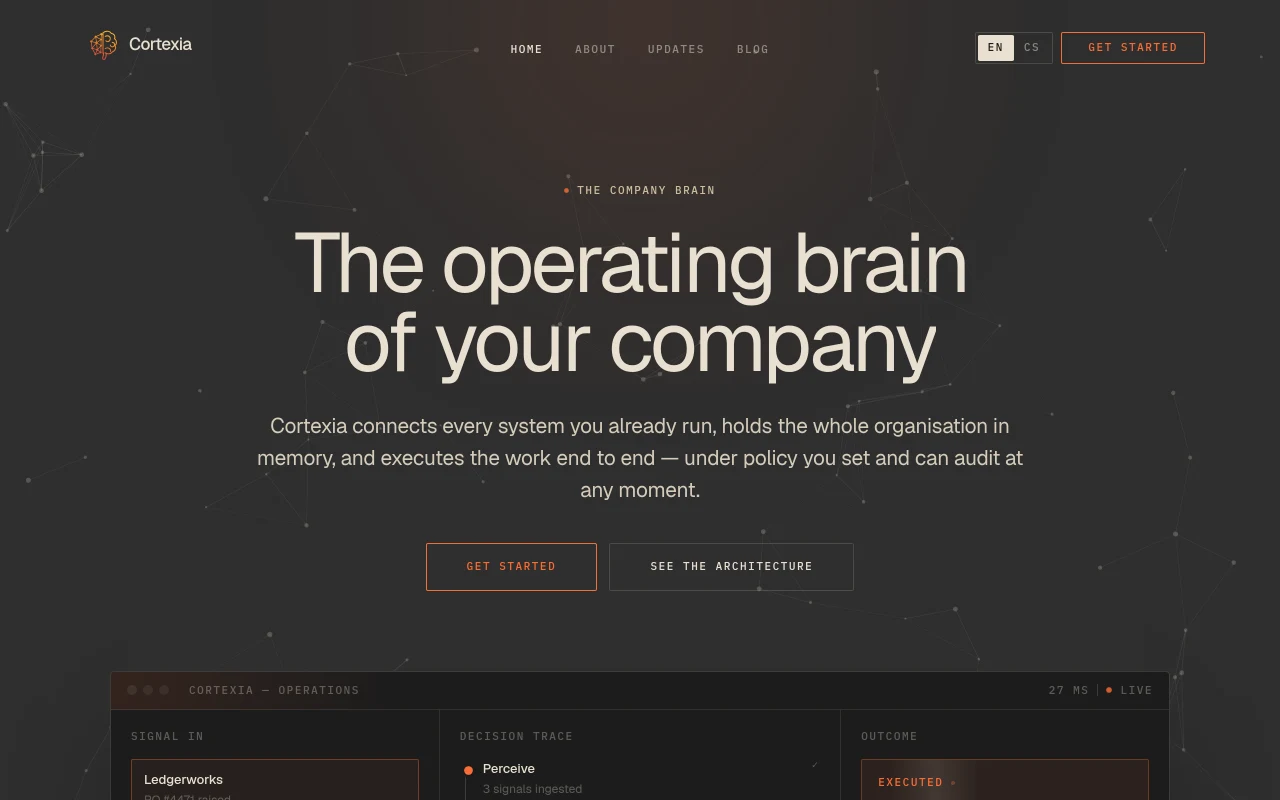 Cortexia
HOME
ABOUT
UPDATES
BLOG
EN
CS
GET STARTED
THE COMPANY BRAIN
The operating brain
of your company
Cortexia connects every system you already run, holds the whole organisation in
memory, and executes the work end to end — under policy you set and can audit at
any moment.
GET STARTED
SEE THE ARCHITECTURE
CORTEXIA — OPERATIONS
27 MS
LIVE
SIGNAL IN
DECISION TRACE
OUTCOME
Ledgerworks
PO #4471 raised
Perceive
✓
3 signals ingested
EXECUTED